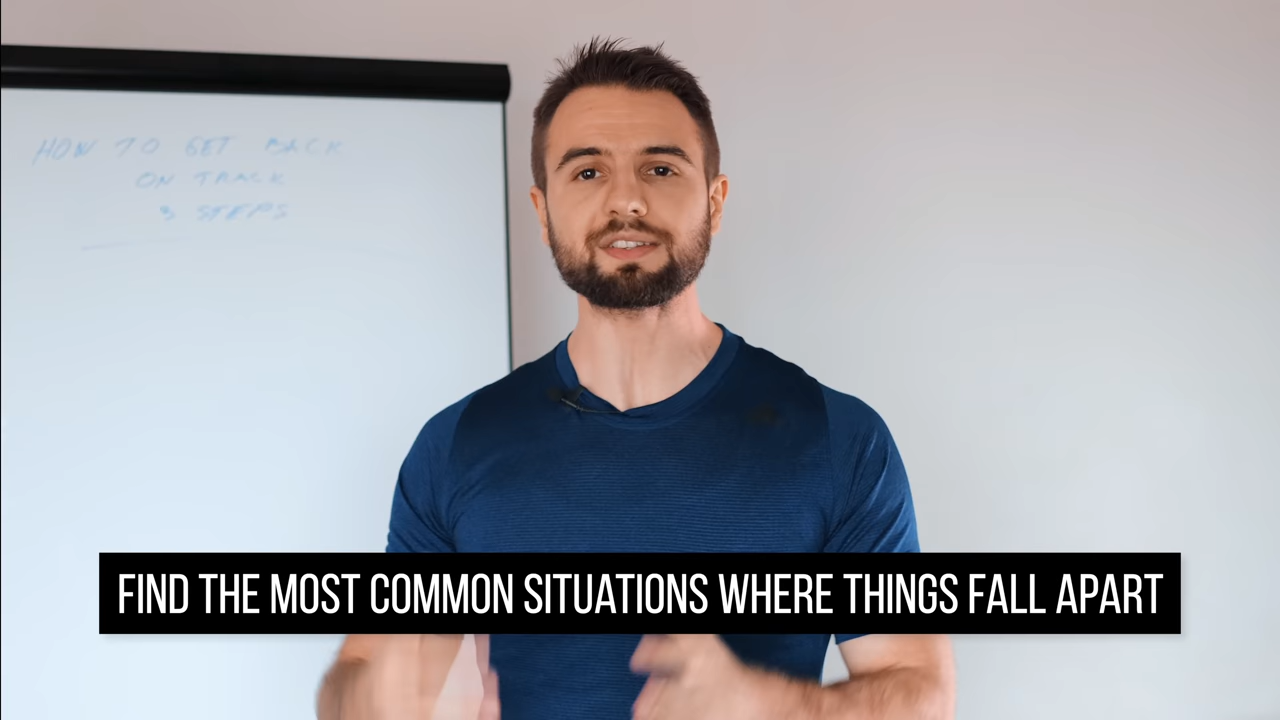 HOW TO GET BACK
ON TRACK
3 STEPS
FIND THE MOST COMMON SITUATIONS WHERE THINGS FALL APART